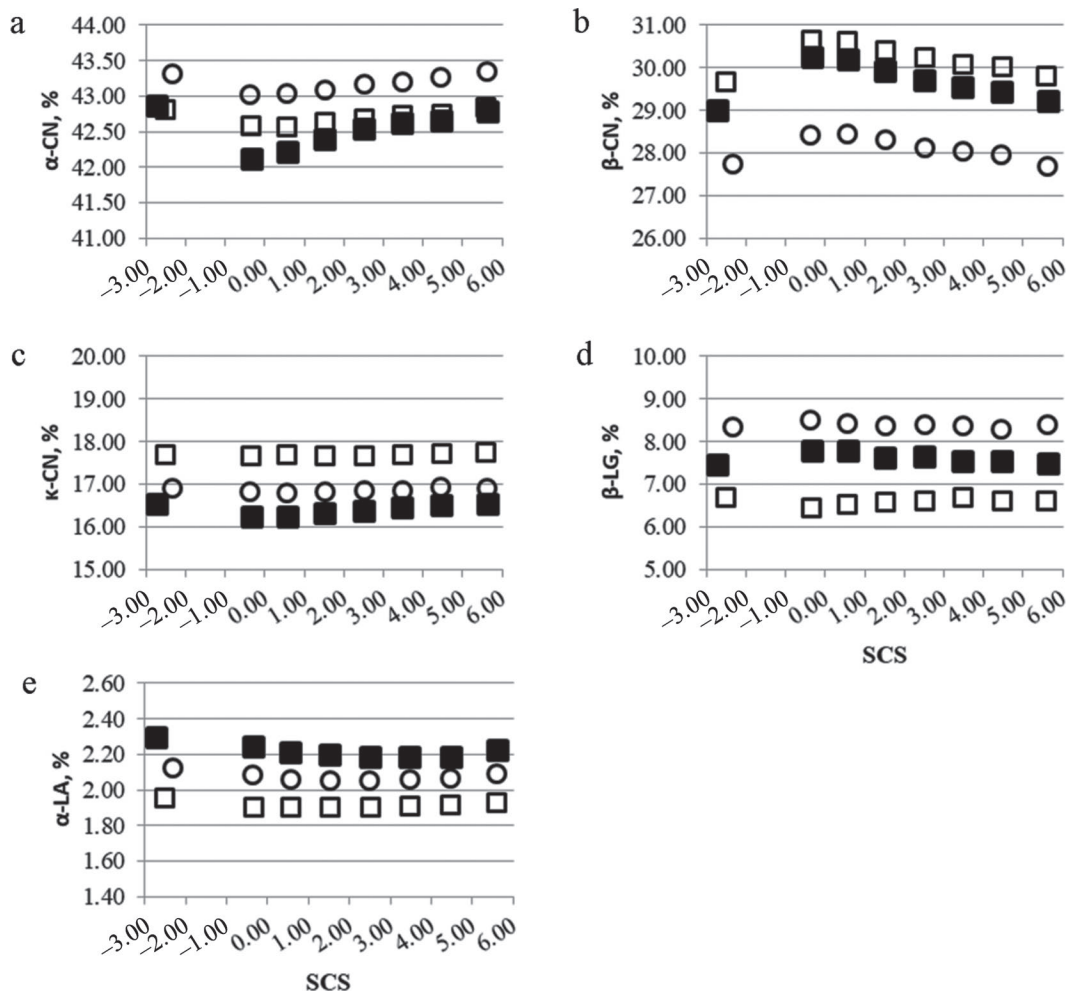 a
44.00
43.50
43.00
42.50
42.00
41.50
41.00
α-CN, %
–3.00 –2.00 –1.00 0.00 1.00 2.00 3.00 4.00 5.00 6.00
b
31.00
30.00
29.00
28.00
27.00
26.00
β-CN, %
–3.00 –2.00 –1.00 0.00 1.00 2.00 3.00 4.00 5.00 6.00
c
20.00
19.00
18.00
17.00
16.00
15.00
κ-CN, %
–3.00 –2.00 –1.00 0.00 1.00 2.00 3.00 4.00 5.00 6.00
d
10.00
9.00
8.00
7.00
6.00
5.00
β-LG, %
–3.00 –2.00 –1.00 0.00 1.00 2.00 3.00 4.00 5.00 6.00
SCS
e
2.60
2.40
2.20
2.00
1.80
1.60
1.40
α-LA, %
–3.00 –2.00 –1.00 0.00 1.00 2.00 3.00 4.00 5.00 6.00
SCS